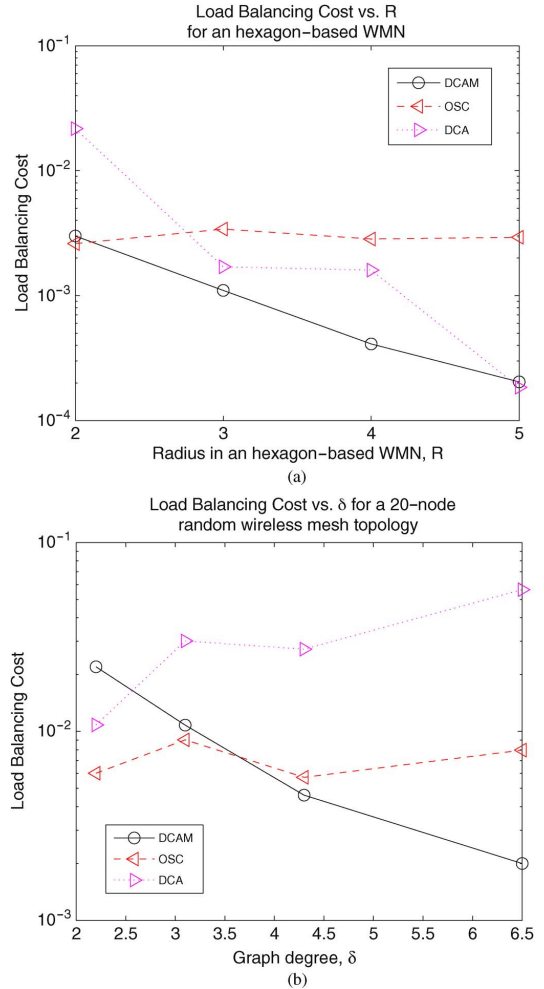 Load Balancing Cost vs. R
for an hexagon−based WMN
10−1
10−2
10−3
10−4
Load Balancing Cost
DCAM
OSC
DCA
2 3 4 5
Radius in an hexagon−based WMN, R
(a)
Load Balancing Cost vs. δ for a 20−node
random wireless mesh topology
10−1
10−2
10−3
Load Balancing Cost
DCAM
OSC
DCA
2 2.5 3 3.5 4 4.5 5 5.5 6 6.5
Graph degree, δ
(b)